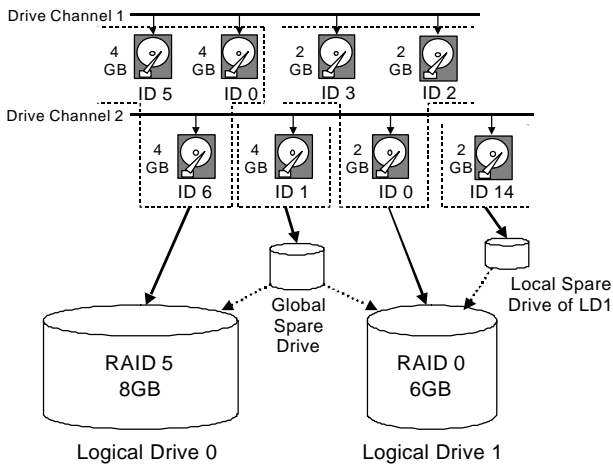 Drive Channel 1
4 GB
4 GB
2 GB
2 GB
ID 5
ID 0
ID 3
ID 2
Drive Channel 2
4 GB
4 GB
2 GB
2 GB
ID 6
ID 1
ID 0
ID 14
Global
Spare
Drive
Local Spare
Drive of LD1
RAID 5
8GB
RAID 0
6GB
Logical Drive 0
Logical Drive 1